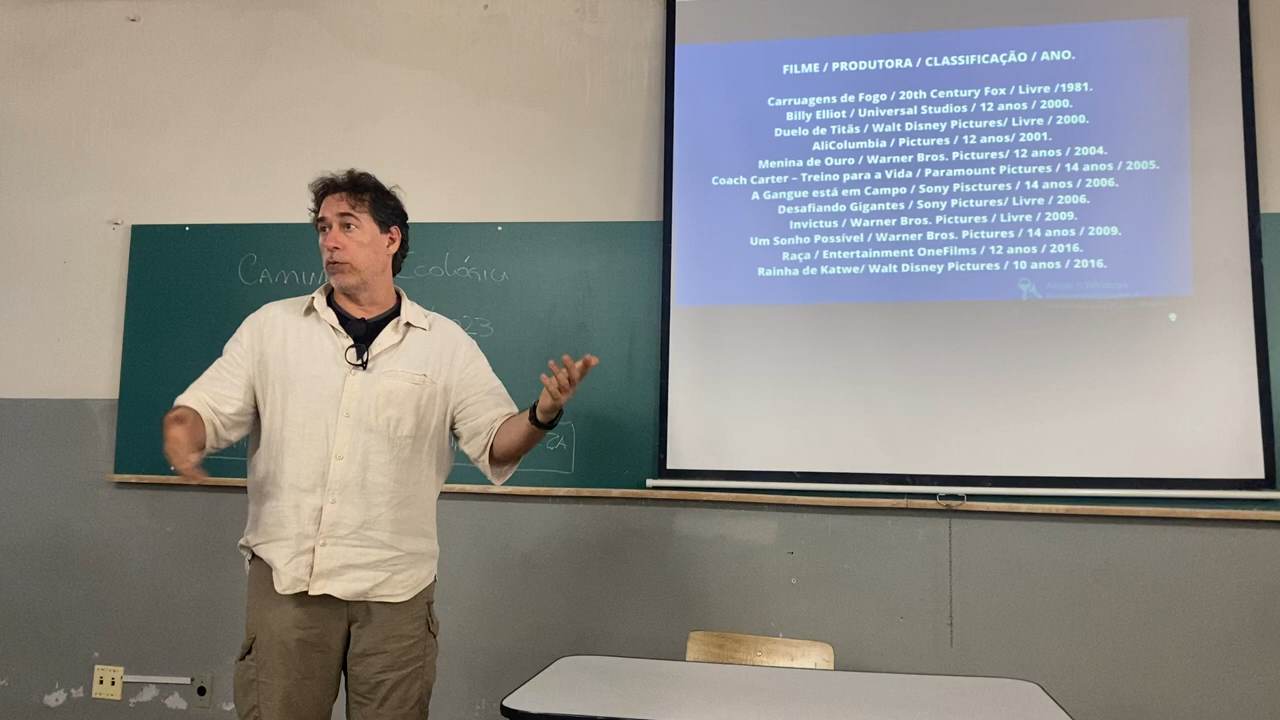 FILME / PRODUTORA / CLASSIFICAÇÃO / ANO.
Carruagens de Fogo / 20th Century Fox / Livre /1981.
Billy Elliot / Universal Studios / 12 anos / 2000.
Duelo de Titãs / Walt Disney Pictures/ Livre / 2000.
AliColumbia / Pictures / 12 anos/ 2001.
Menina de Ouro / Warner Bros. Pictures/ 12 anos / 2004.
Coach Carter – Treino para a Vida / Paramount Pictures / 14 anos / 2005.
A Gangue está em Campo / Sony Pisctures / 14 anos / 2006.
Desafiando Gigantes / Sony Pictures/ Livre / 2006.
Invictus / Warner Bros. Pictures / Livre / 2009.
Um Sonho Possível / Warner Bros. Pictures / 14 anos / 2009.
Raça / Entertainment OneFilms / 12 anos / 2016.
Rainha de Katwe/ Walt Disney Pictures / 10 anos / 2016.